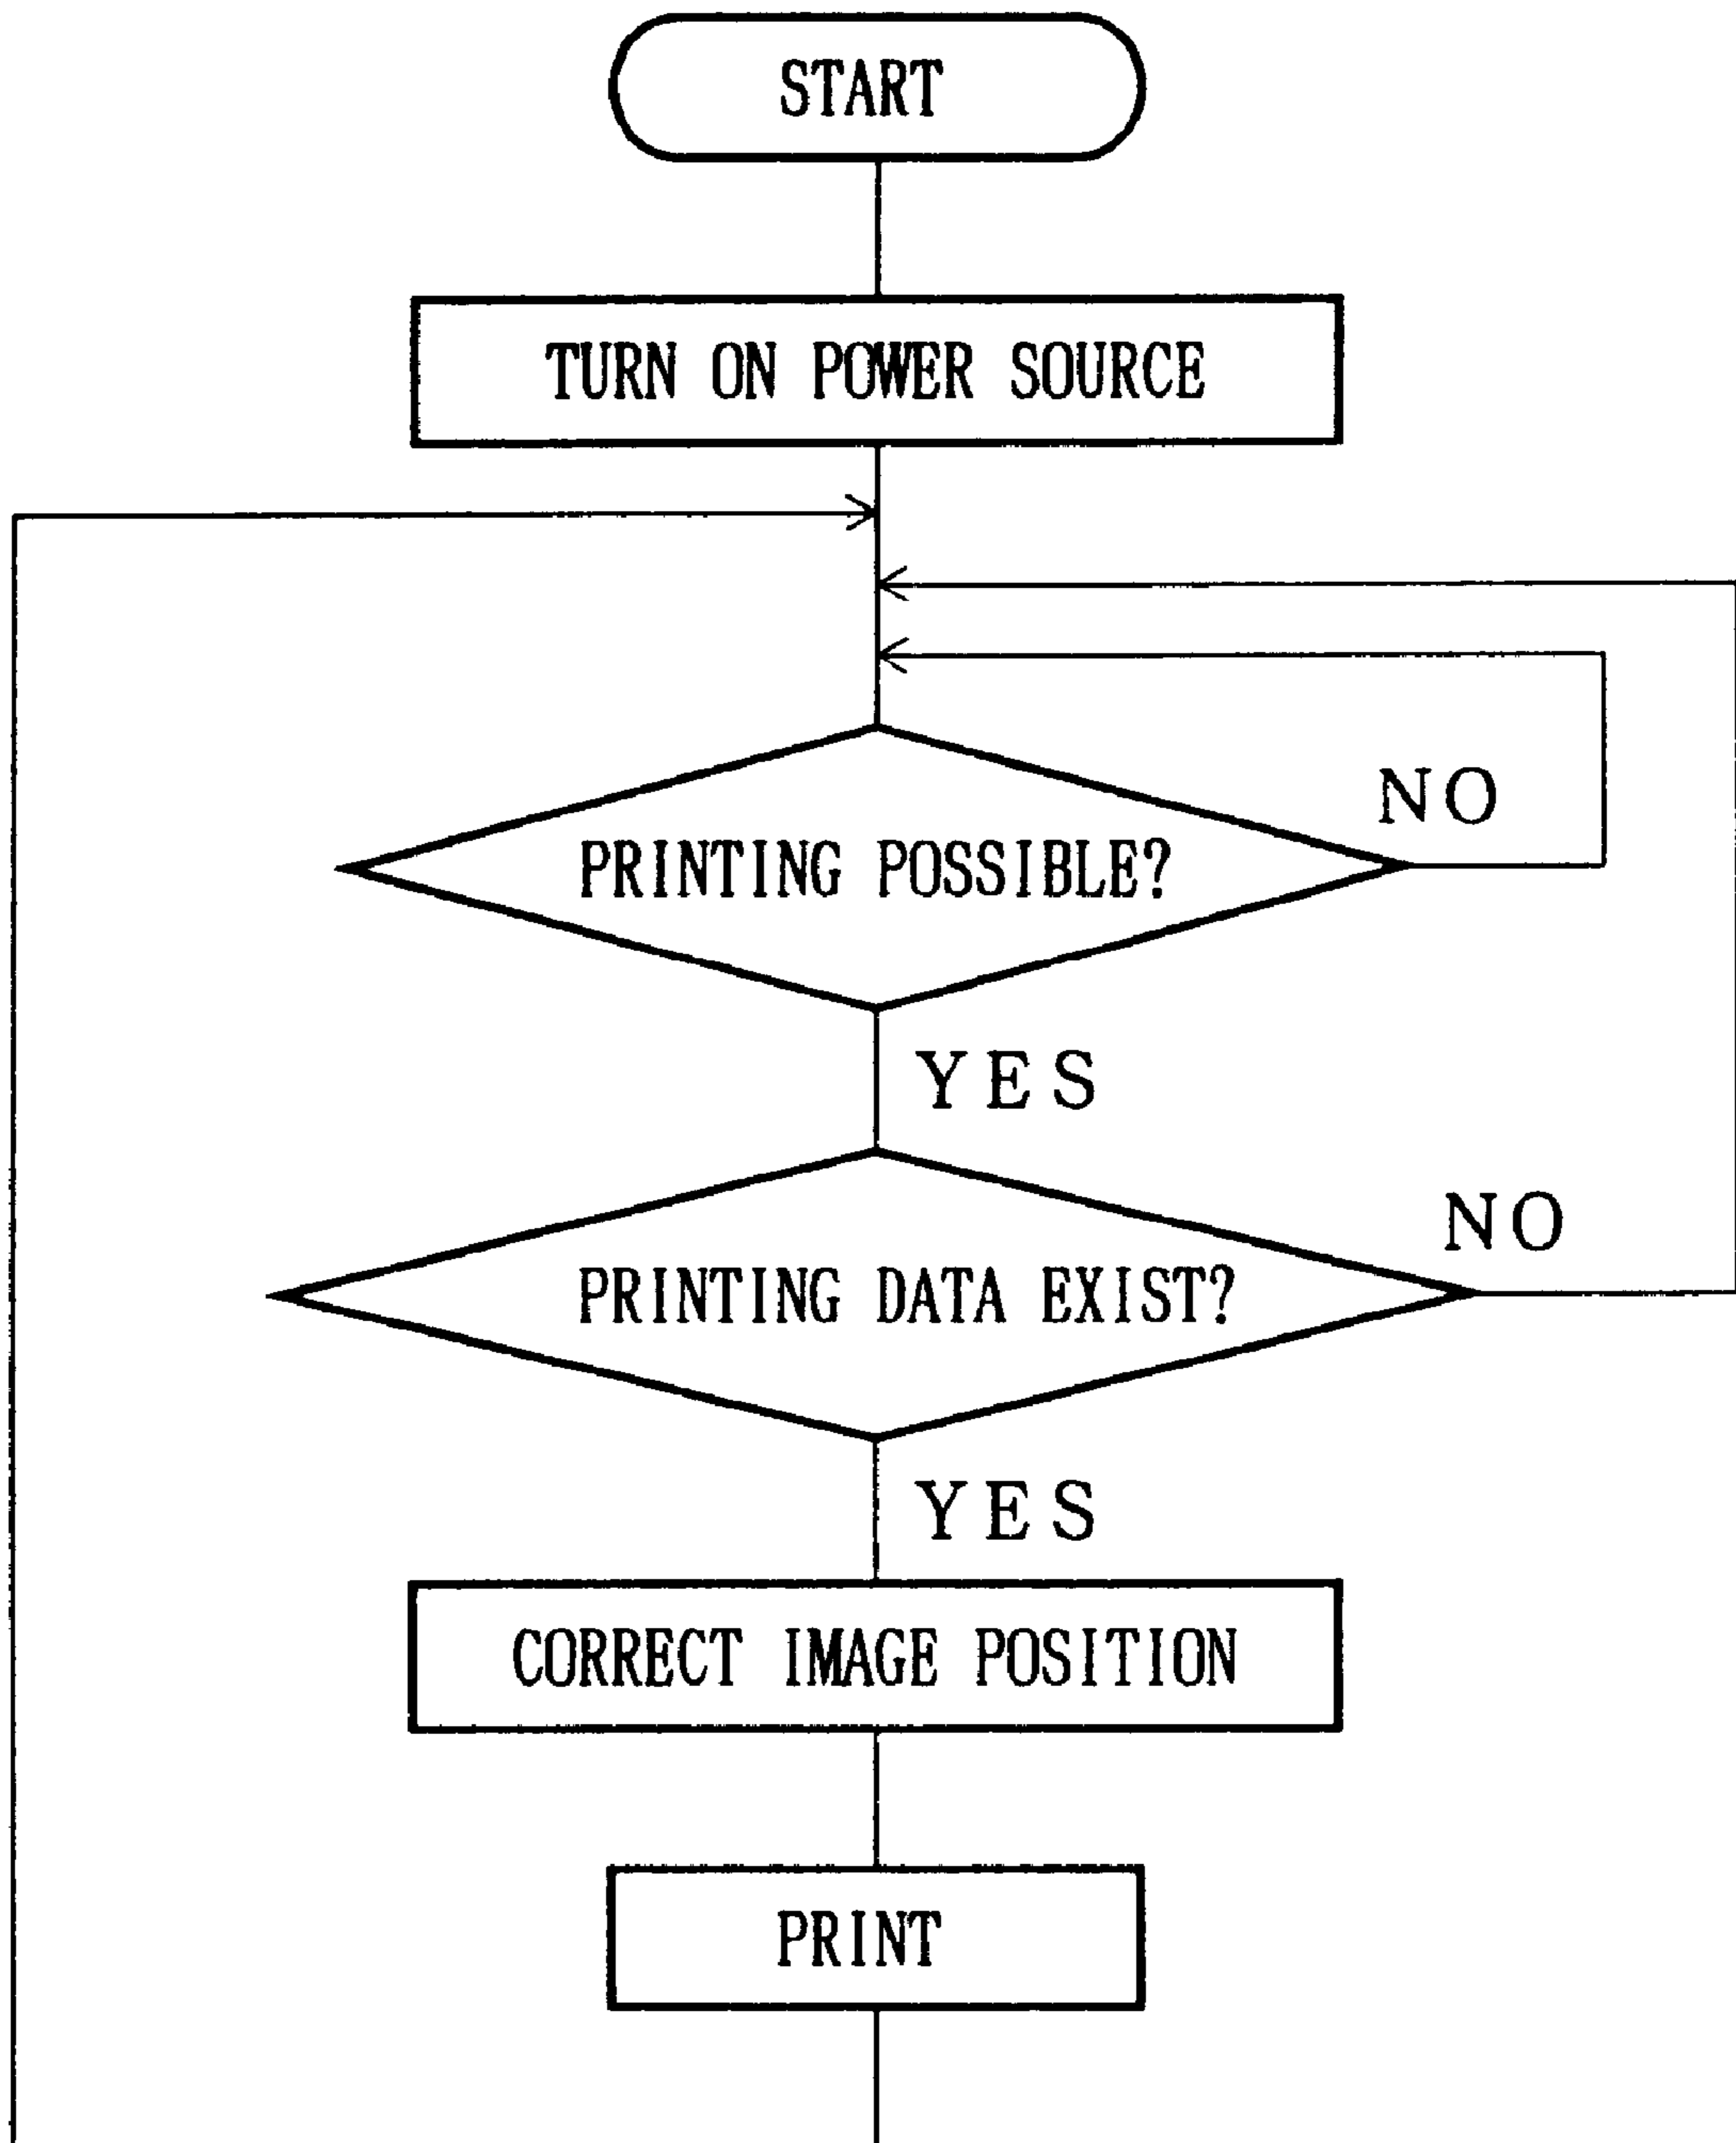 START
TURN ON POWER SOURCE
NO
PRINTING POSSIBLE?
YES
NO
PRINTING DATA EXIST?
YES
CORRECT IMAGE POSITION
PRINT